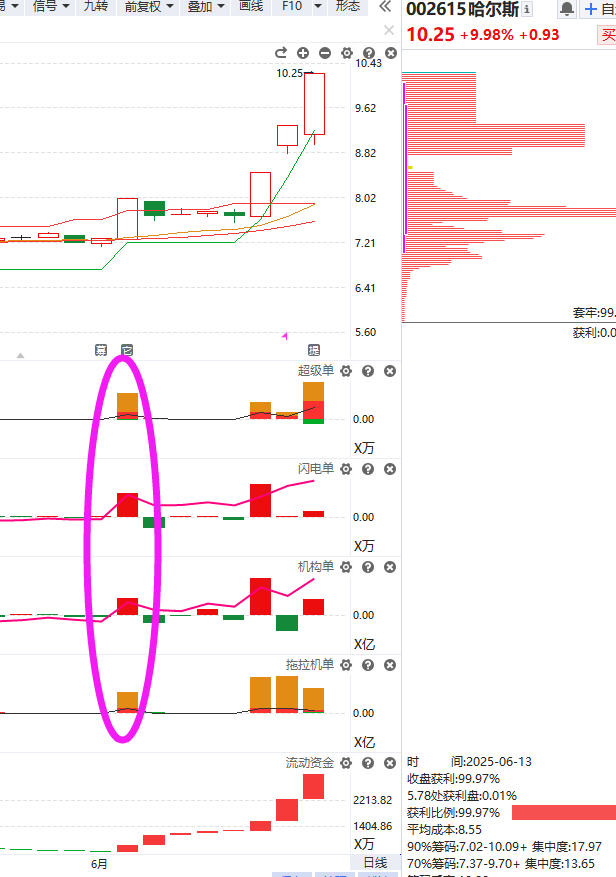 信号 九转 前复权 叠加 画线 F10 形态
002615哈尔斯
10.25 +9.98% +0.93
买
自
10.43
10.25
9.62
8.82
8.02
7.21
6.41
5.60
套牢:99.
获利:0.0
超级单
0.00
X万
闪电单
0.00
X万
机构单
0.00
X亿
拖拉机单
0.00
X亿
流动资金
2213.82
1404.86
X万
6月
日线
时 间:2025-06-13
收盘获利:99.97%
5.78处获利盘:0.01%
获利比例:99.97%
平均成本:8.55
90%筹码:7.02-10.09+ 集中度:17.97
70%筹码:7.37-9.70+ 集中度:13.65